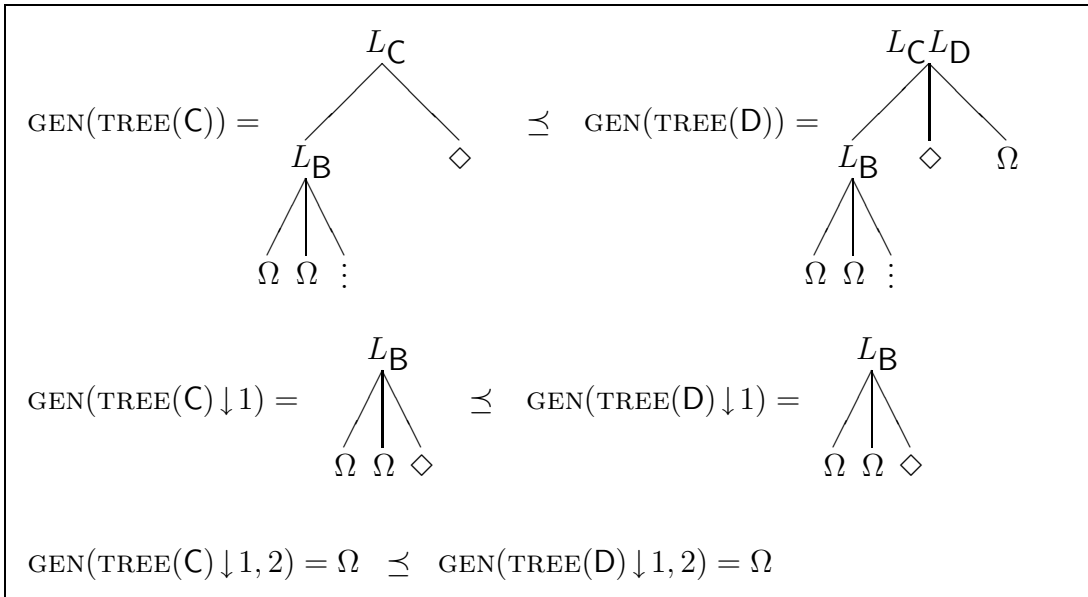 L_C L_C L_D
GEN(TREE(C)) = ⪯ GEN(TREE(D)) =
L_B ◇ L_B ◇ Ω
Ω Ω ⋮ Ω Ω ⋮
L_B L_B
GEN(TREE(C)↓1) = ⪯ GEN(TREE(D)↓1) =
Ω Ω ◇ Ω Ω ◇
GEN(TREE(C)↓1, 2) = Ω ⪯ GEN(TREE(D)↓1, 2) = Ω